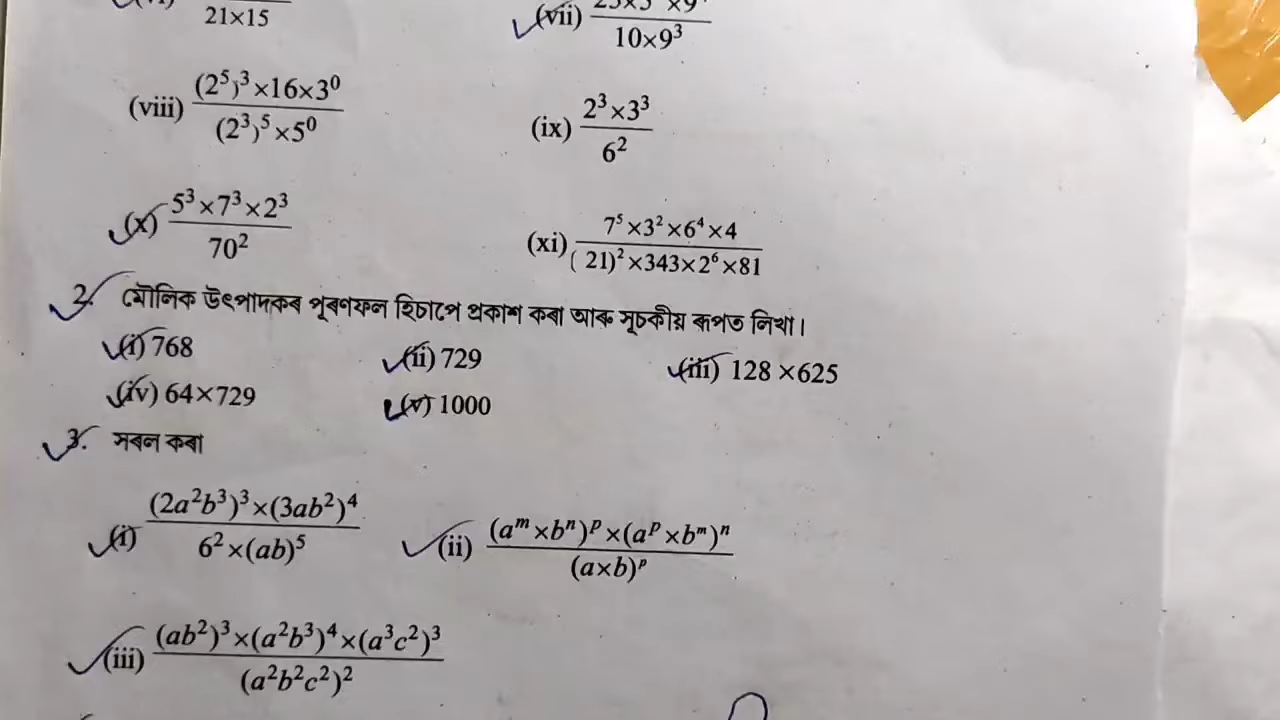 21×15
(vii) 10×9³
(viii) (2⁵)³×16×3⁰ / (2³)⁵×5⁰
(ix) 2³×3³ / 6²
(x) 5³×7³×2³ / 70²
(xi) 7⁵×3²×6⁴×4 / (21)²×343×2⁶×81
2. মৌলিক উৎপাদকৰ পূৰণফল হিচাপে প্ৰকাশ কৰা আৰু সূচকীয় ৰূপত লিখা।
(i) 768 (ii) 729 (iii) 128 ×625
(iv) 64×729 (v) 1000
3. সৰল কৰা
(i) (2a²b³)³×(3ab²)⁴ / 6²×(ab)⁵
(ii) (aᵐ×bⁿ)ᵖ×(aᵖ×bᵐ)ⁿ / (a×b)ᵖ
(iii) (ab²)³×(a²b³)⁴×(a³c²)³ / (a²b²c²)²